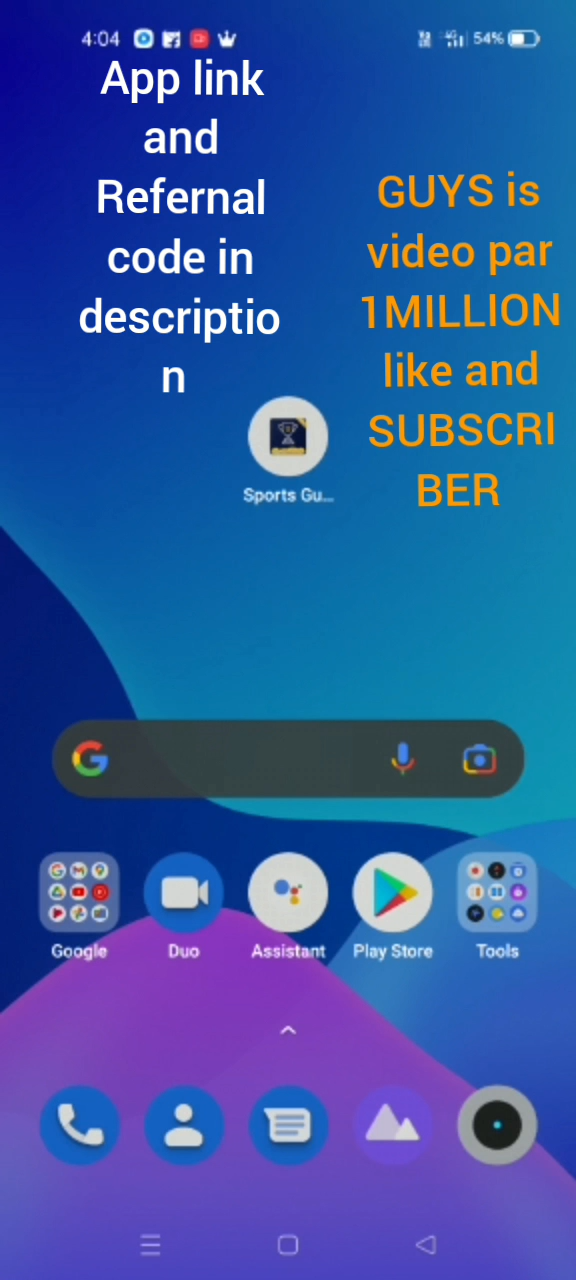 4:04
54%
App link
and
Refernal
code in
descriptio
n
GUYS is
video par
1MILLION
like and
SUBSCRI
BER
Sports Gu...
Google
Duo
Assistant
Play Store
Tools